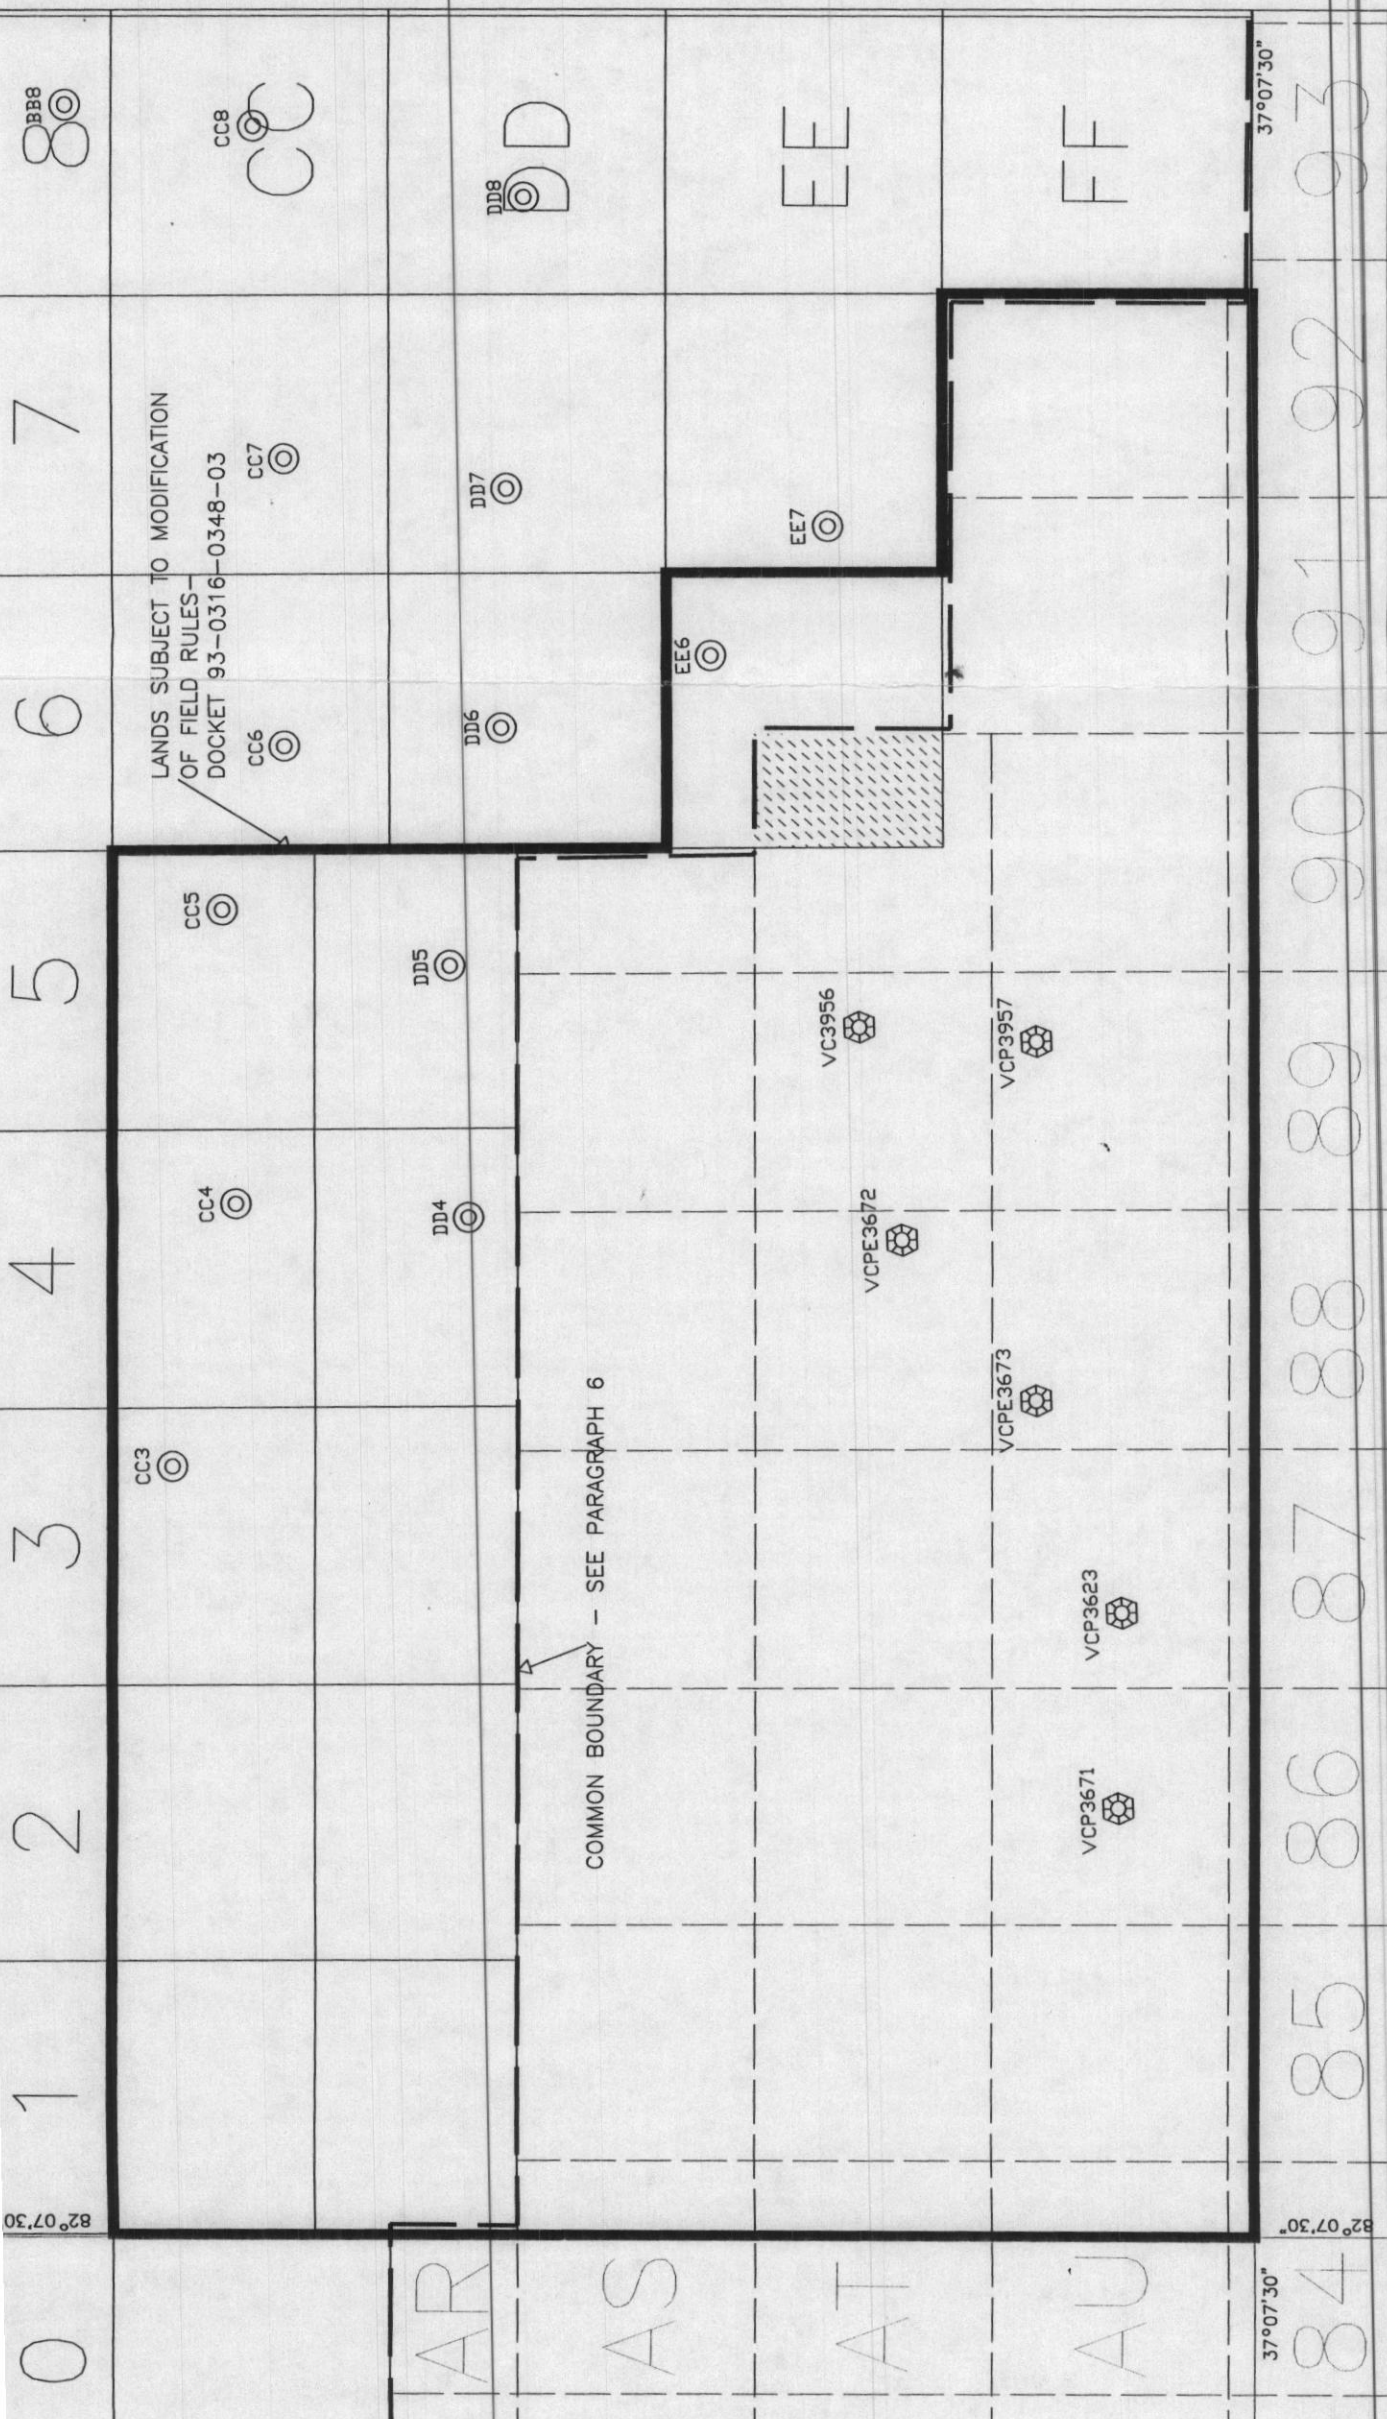 0
1
2
3
4
5
6
7
8
BB8
82°07'30
LANDS SUBJECT TO MODIFICATION
OF FIELD RULES-
DOCKET 93-0316-0348-03
CC3
CC4
CC5
CC6
CC7
CC8
CC
DD4
DD5
DD6
DD7
DD8
DD
AR
COMMON BOUNDARY - SEE PARAGRAPH 6
AS
EE6
EE7
EE
VC3956
VCPE3672
AT
VCPE3673
VCP3957
VCP3623
VCP3671
FF
AU
37°07'30"
82°07'30"
37°07'30"
84
85
86
87
88
89
90
91
92
93